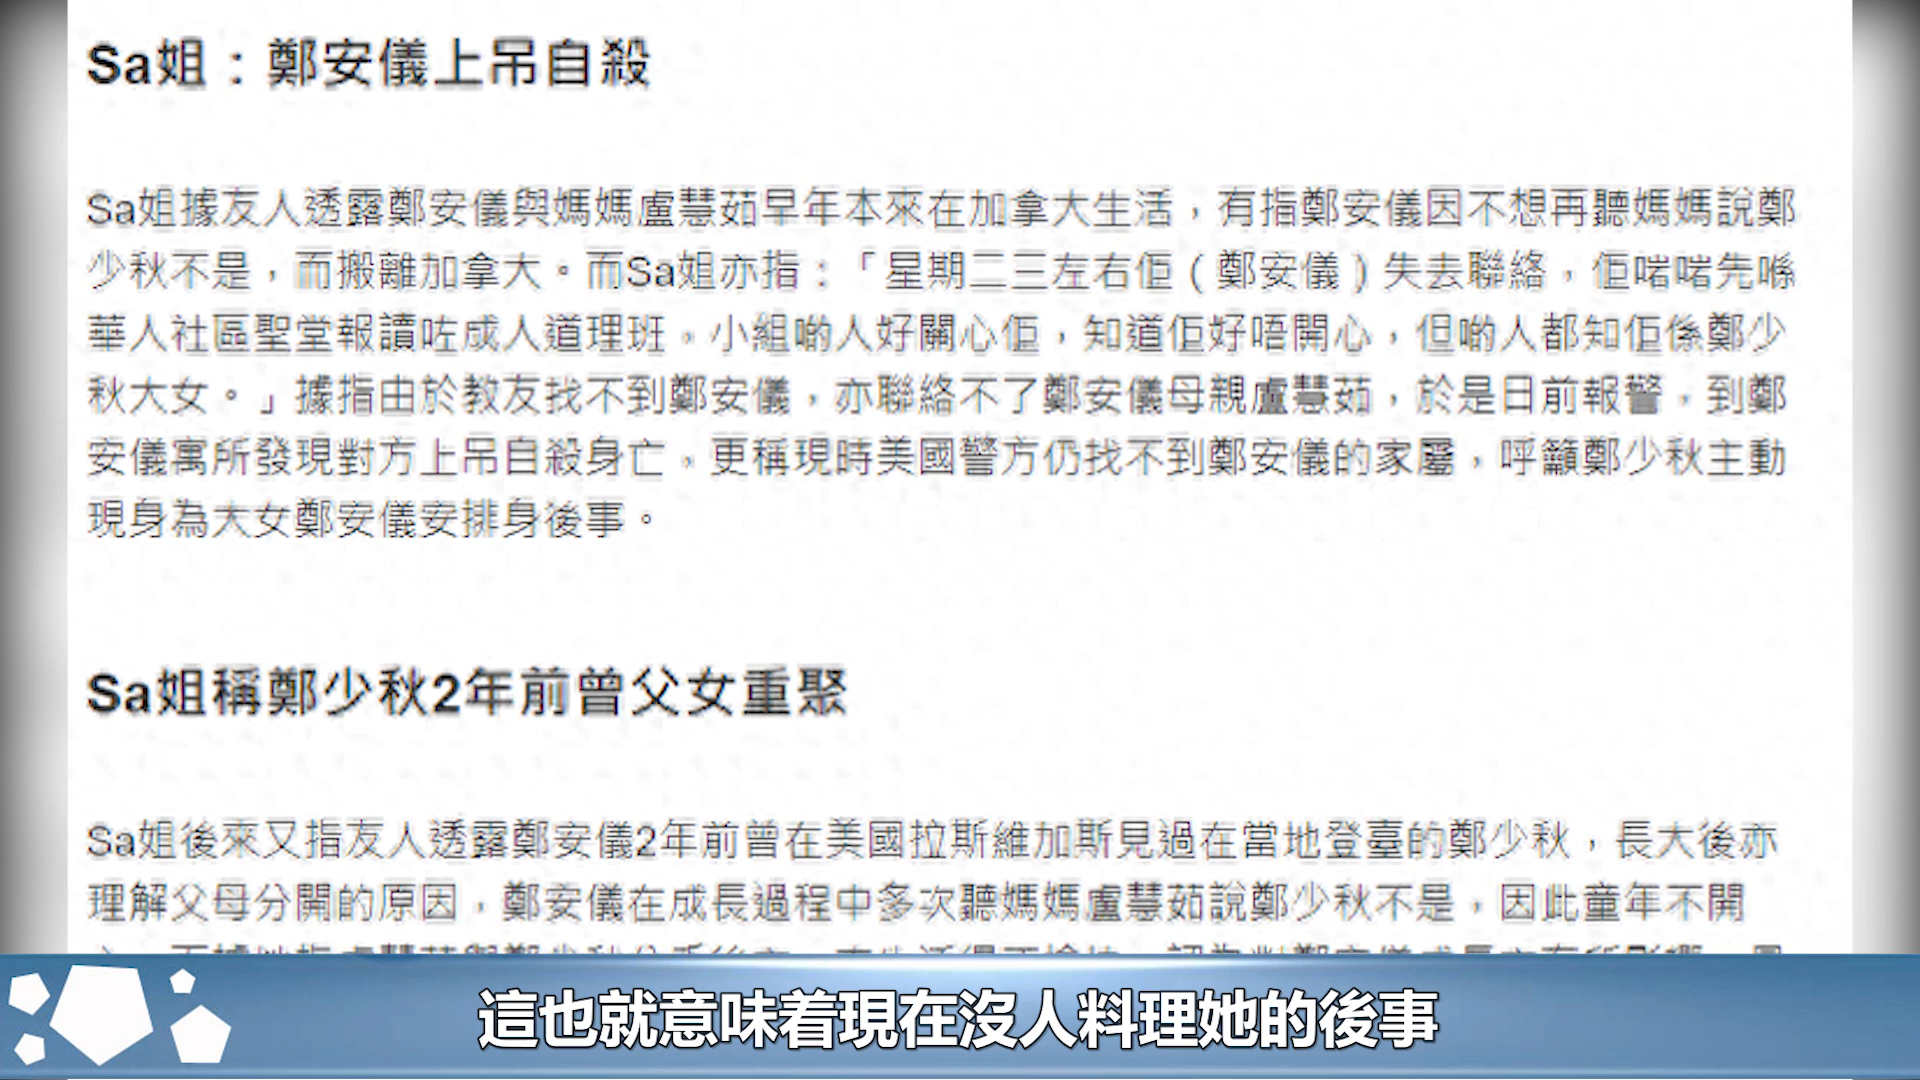 Sa姐：鄭安儀上吊自殺
Sa姐據友人透露鄭安儀與媽媽盧慧茹早年本來在加拿大生活，有指鄭安儀因不想再聽媽媽說鄭
少秋不是，而搬離加拿大。而Sa姐亦指：「星期二三左右佢（鄭安儀）失去聯絡，佢啱啱先喺
華人社區聖堂報讀咗成人道理班。小組啲人好關心佢，知道佢好唔開心，但啲人都知佢係鄭少
秋大女。」據指由於教友找不到鄭安儀，亦聯絡不了鄭安儀母親盧慧茹，於是日前報警。到鄭
安儀寓所發現對方上吊自殺身亡。更稱現時美國警方仍找不到鄭安儀的家屬，呼籲鄭少秋主動
現身為大女鄭安儀安排身後事。
Sa姐稱鄭少秋2年前曾父女重聚
Sa姐後來又指友人透露鄭安儀2年前曾在美國拉斯維加斯見過在當地登臺的鄭少秋，長大後亦
理解父母分開的原因，鄭安儀在成長過程中多次聽媽媽盧慧茹說鄭少秋不是，因此童年不開
這也就意味着現在沒人料理她的後事